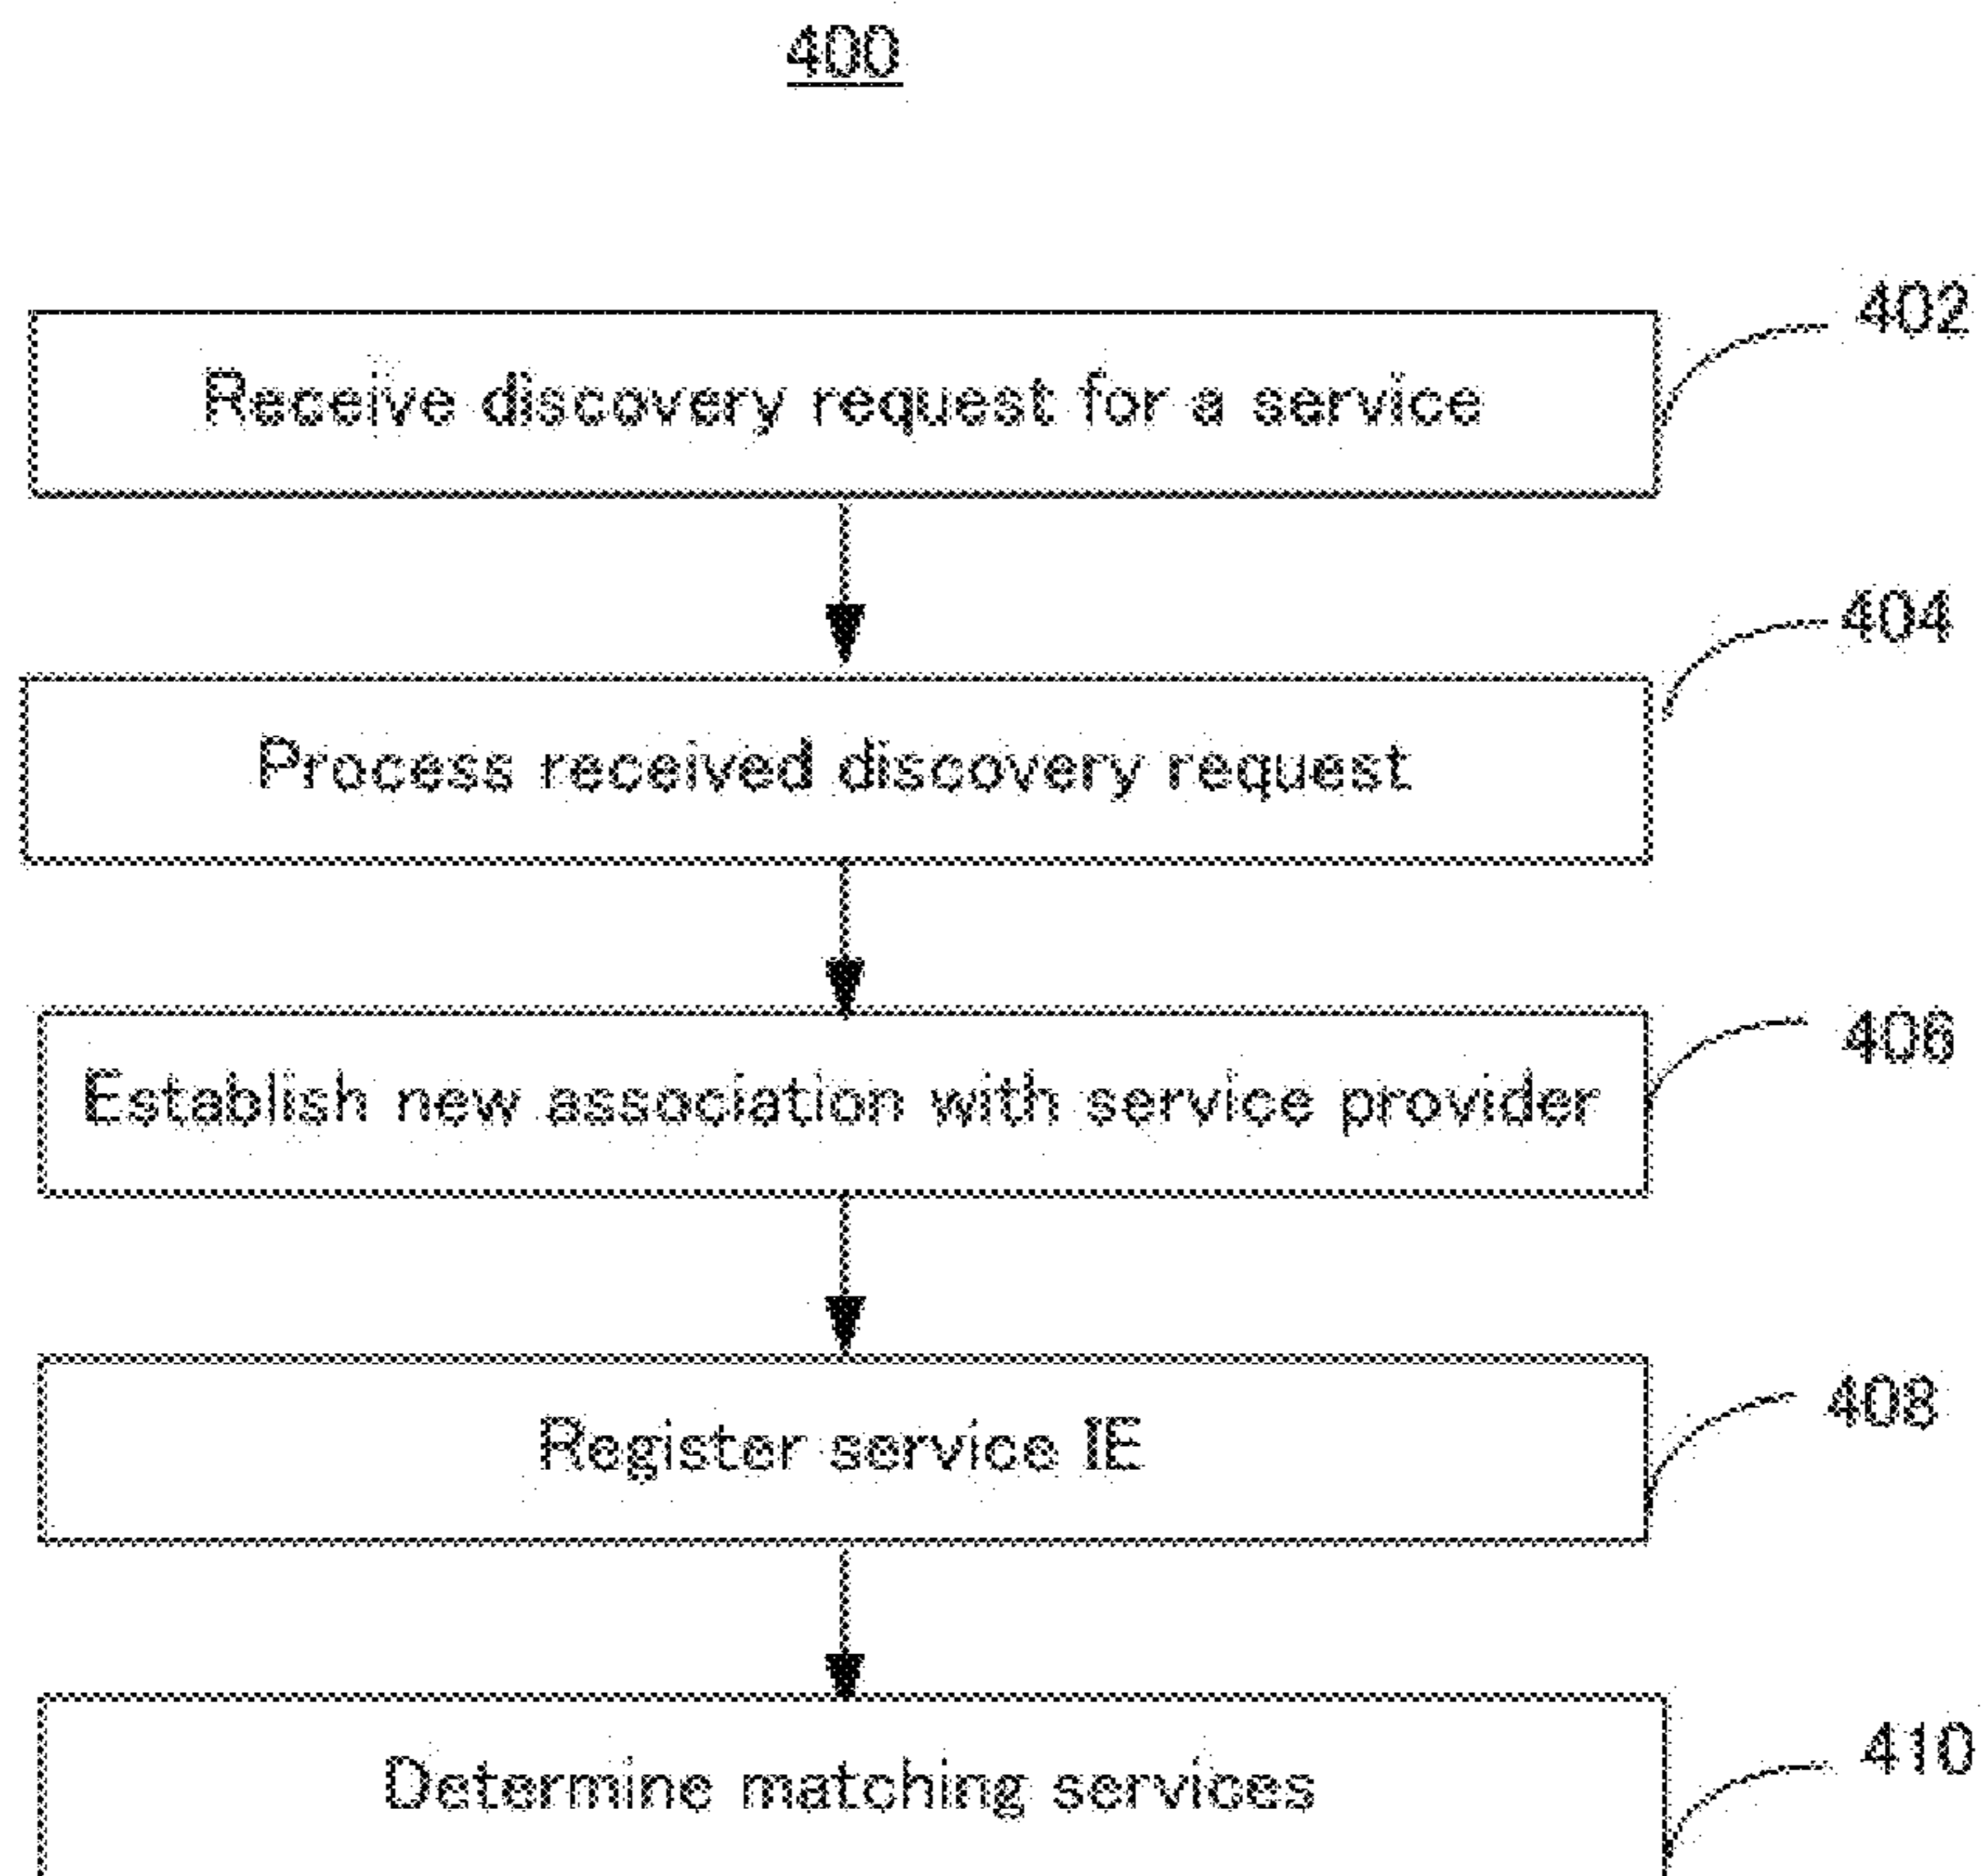 400
Receive discovery request for a service
402
Process received discovery request
404
Establish new association with service provider
406
Register service IE
408
Determine matching services
410